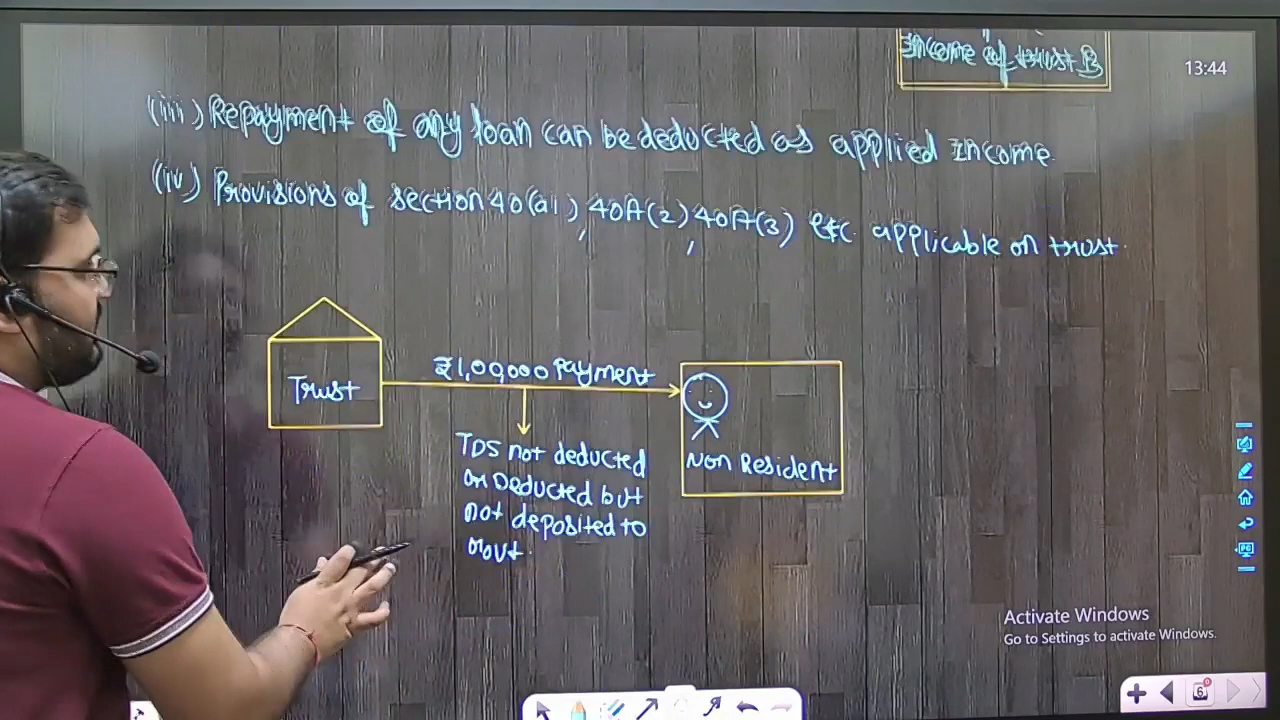 Income of trust B
13:44
(iii) Repayment of any loan can be deducted as applied Income.
(iv) Provisions of section 40(ai), 40A(2), 40A(3) etc. applicable on trust.
₹1,00,000 Payment
Trust
TDS not deducted
or Deducted but
not deposited to
Govt.
Non Resident
Activate Windows
Go to Settings to activate Windows.
6